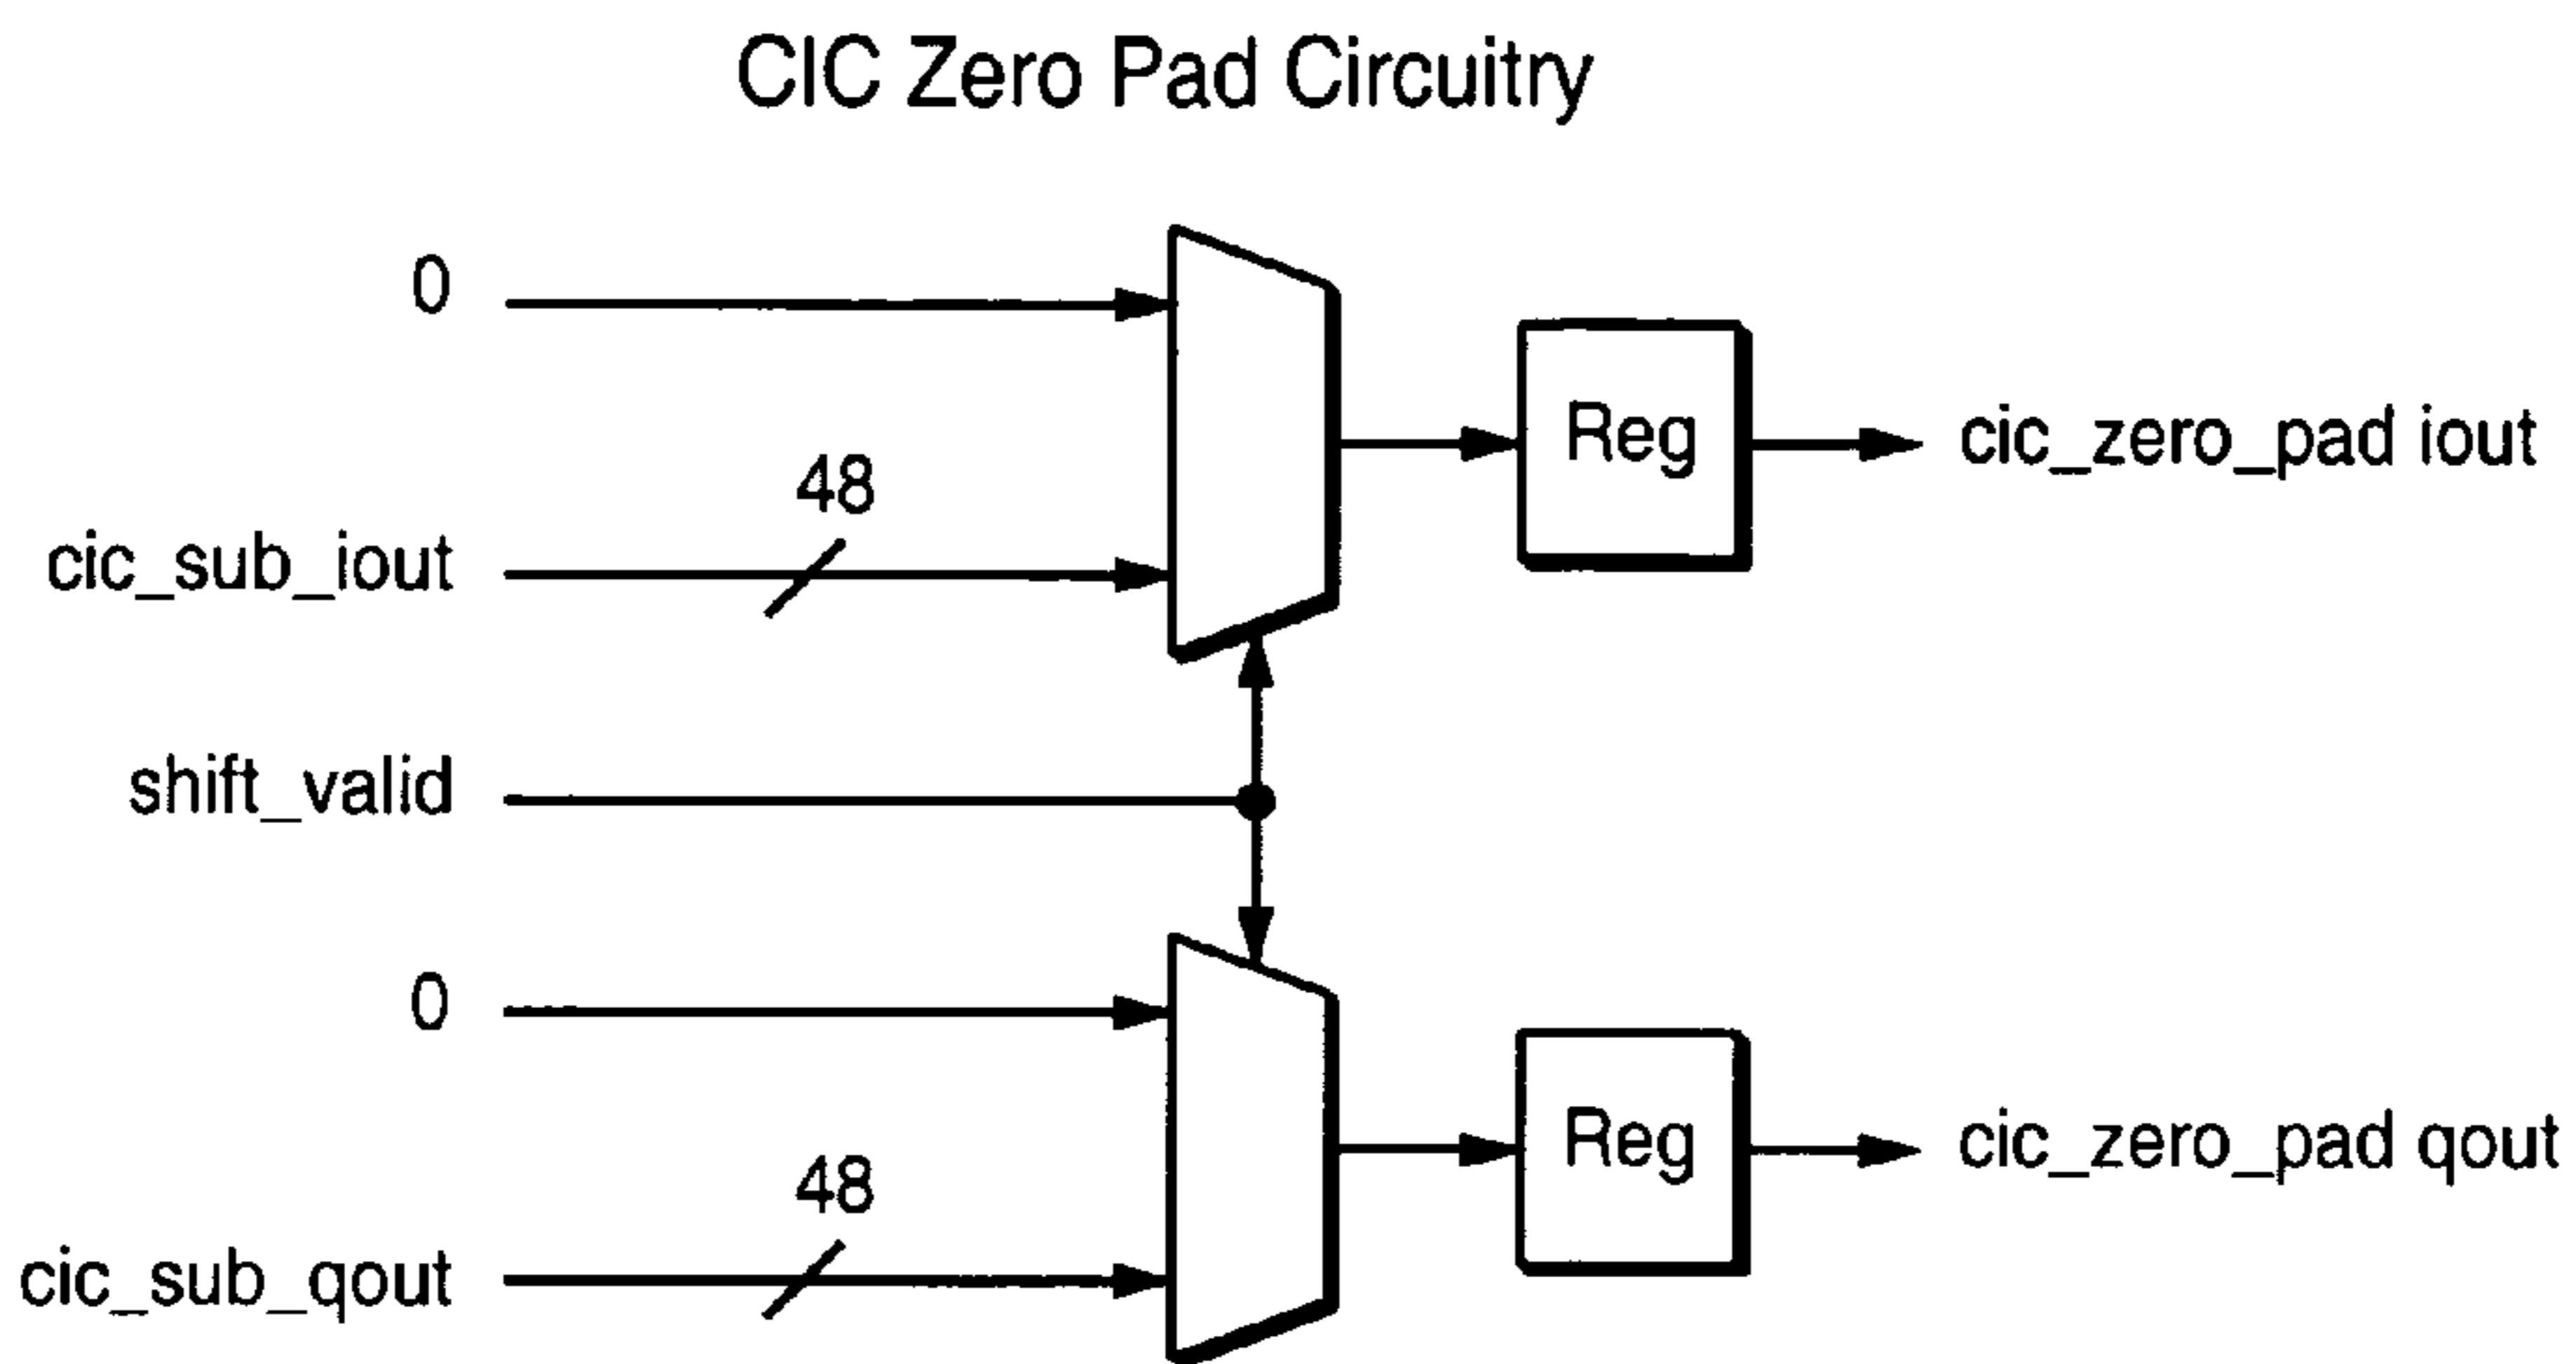 CIC Zero Pad Circuitry
0
48
Reg
cic_zero_pad iout
cic_sub_iout
shift_valid
0
48
Reg
cic_zero_pad qout
cic_sub_qout